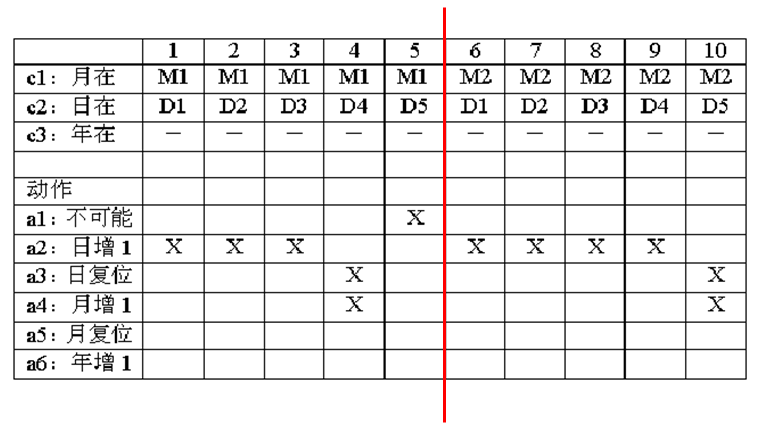 1 2 3 4 5 6 7 8 9 10
c1：月在 M1 M1 M1 M1 M1 M2 M2 M2 M2 M2
c2：日在 D1 D2 D3 D4 D5 D1 D2 D3 D4 D5
c3：年在 — — — — — — — — — —
动作
a1：不可能 X
a2：日增 1 X X X X X X X
a3：日复位 X X
a4：月增 1 X X
a5：月复位
a6：年增 1